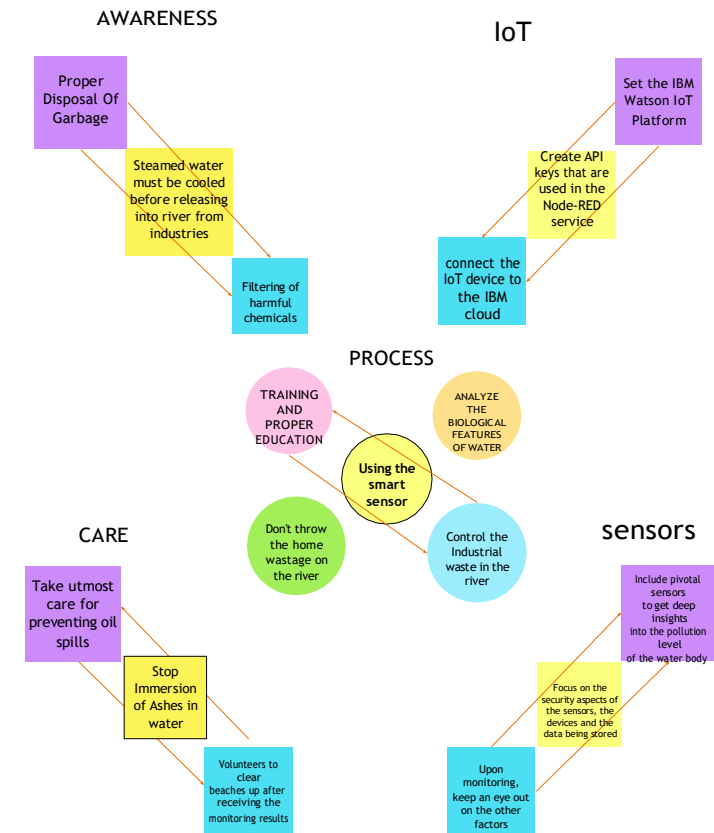 AWARENESS
Proper
Disposal Of
Garbage
Steamed water
must be cooled
before releasing
into river from
industries
Filtering of
harmful
chemicals
IoT
Set the IBM
Watson IoT
Platform
Create API
keys that are
used in the
Node-RED
service
connect the
IoT device to
the IBM
cloud
PROCESS
TRAINING
AND
PROPER
EDUCATION
ANALYZE
THE
BIOLOGICAL
FEATURES
OF WATER
Using the
smart
sensor
Don't throw
the home
wastage on
the river
Control the
Industrial
waste in the
river
CARE
Take utmost
care for
preventing oil
spills
Stop
Immersion
of Ashes in
water
Volunteers to
clear
beaches up after
receiving the
monitoring results
sensors
Include pivotal
sensors
to get deep
insights
into the pollution
level
of the water body
Focus on the
security aspects of
the sensors, the
devices and the
data being stored
Upon
monitoring,
keep an eye out
on the other
factors